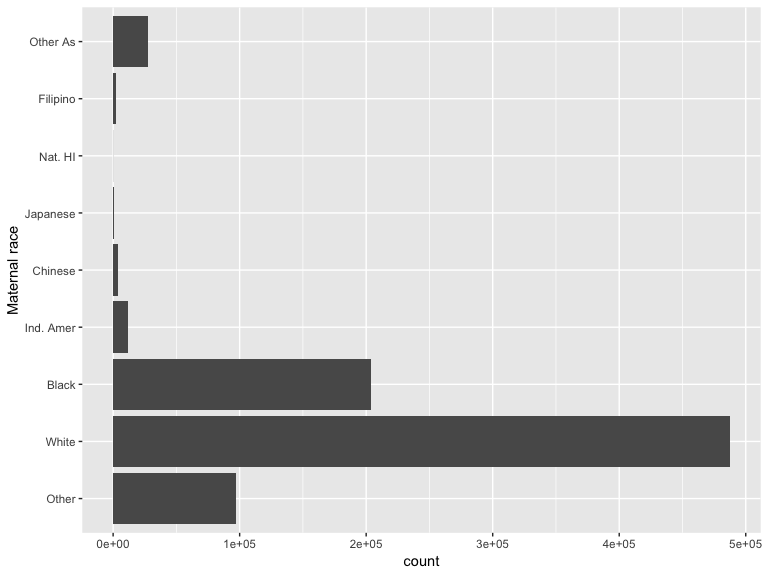 Other As
Filipino
Nat. HI
Japanese
Chinese
Ind. Amer
Black
White
Other
Maternal race
0e+00 1e+05 2e+05 3e+05 4e+05 5e+05
count